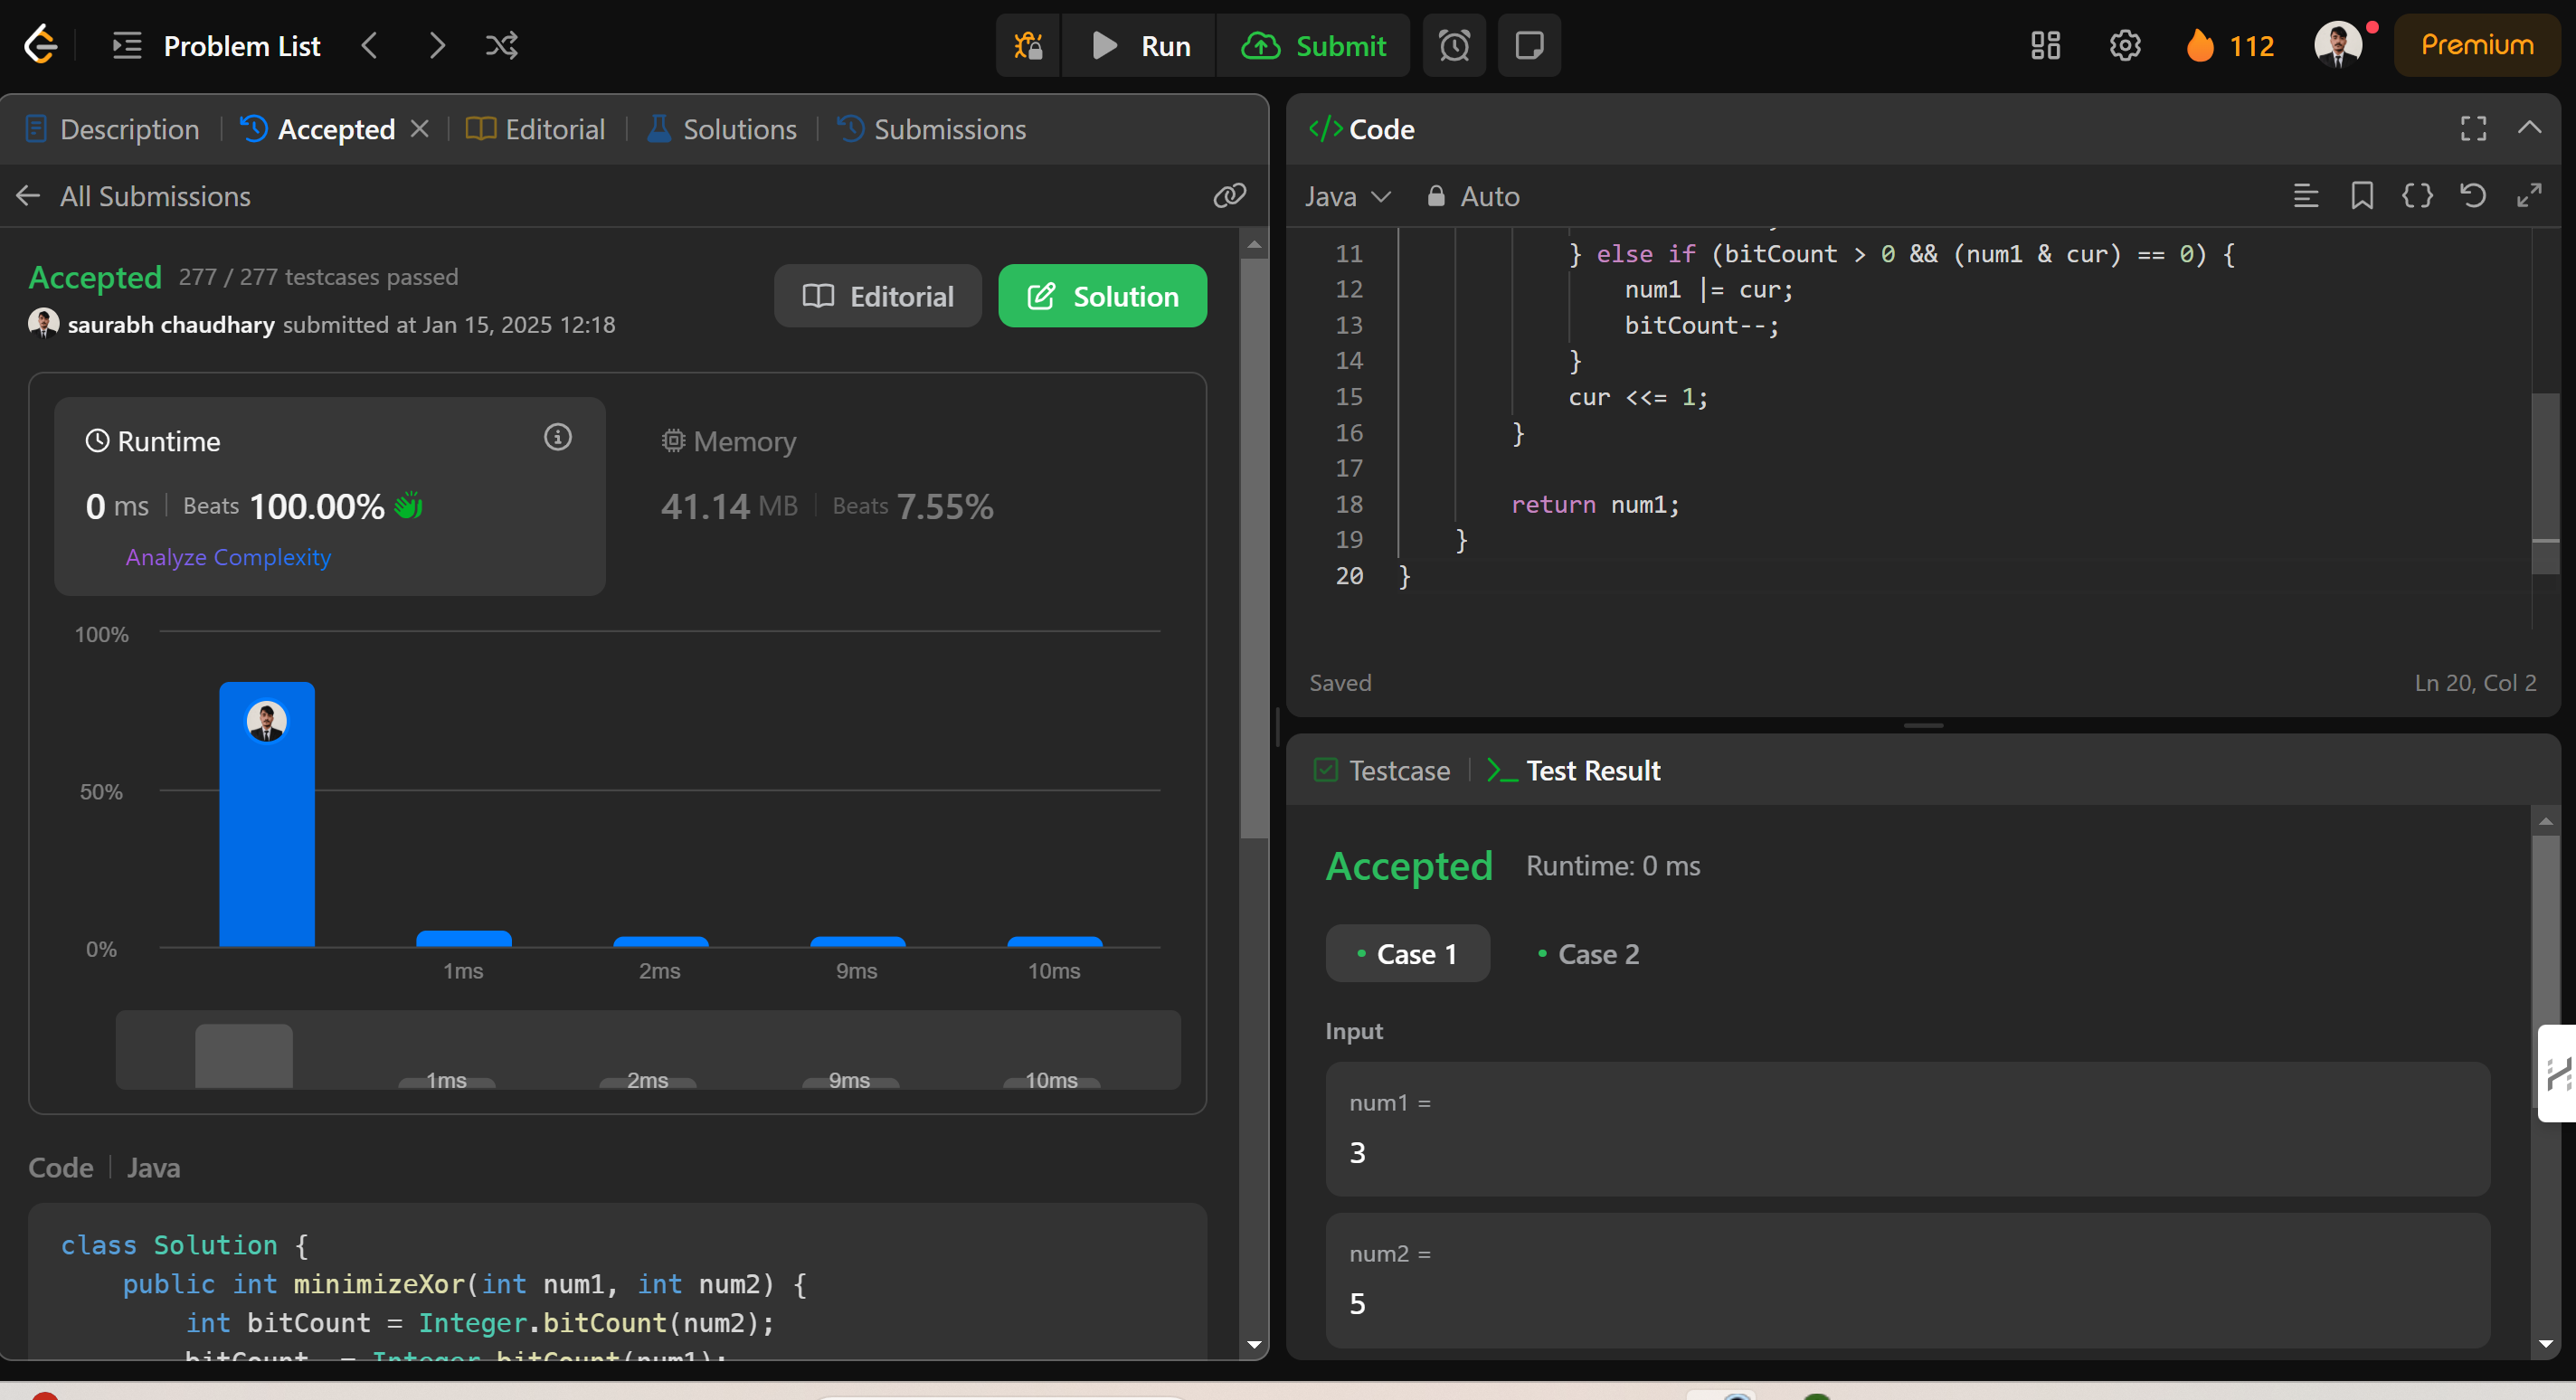 Problem List
Run
Submit
112
Premium
Description
Accepted
Editorial
Solutions
Submissions
All Submissions
Accepted 277 / 277 testcases passed
saurabh chaudhary submitted at Jan 15, 2025 12:18
Editorial
Solution
Runtime
0 ms Beats 100.00%
Analyze Complexity
Memory
41.14 MB Beats 7.55%
100%
50%
0%
1ms 2ms 9ms 10ms
1ms 2ms 9ms 10ms
Code Java
class Solution {
public int minimizeXor(int num1, int num2) {
int bitCount = Integer.bitCount(num2);
Code
Java Auto
11 } else if (bitCount > 0 && (num1 & cur) == 0) {
12 num1 |= cur;
13 bitCount--;
14 }
15 cur <<= 1;
16 }
17
18 return num1;
19 }
20 }
Saved
Ln 20, Col 2
Testcase
Test Result
Accepted Runtime: 0 ms
Case 1
Case 2
Input
num1 =
3
num2 =
5